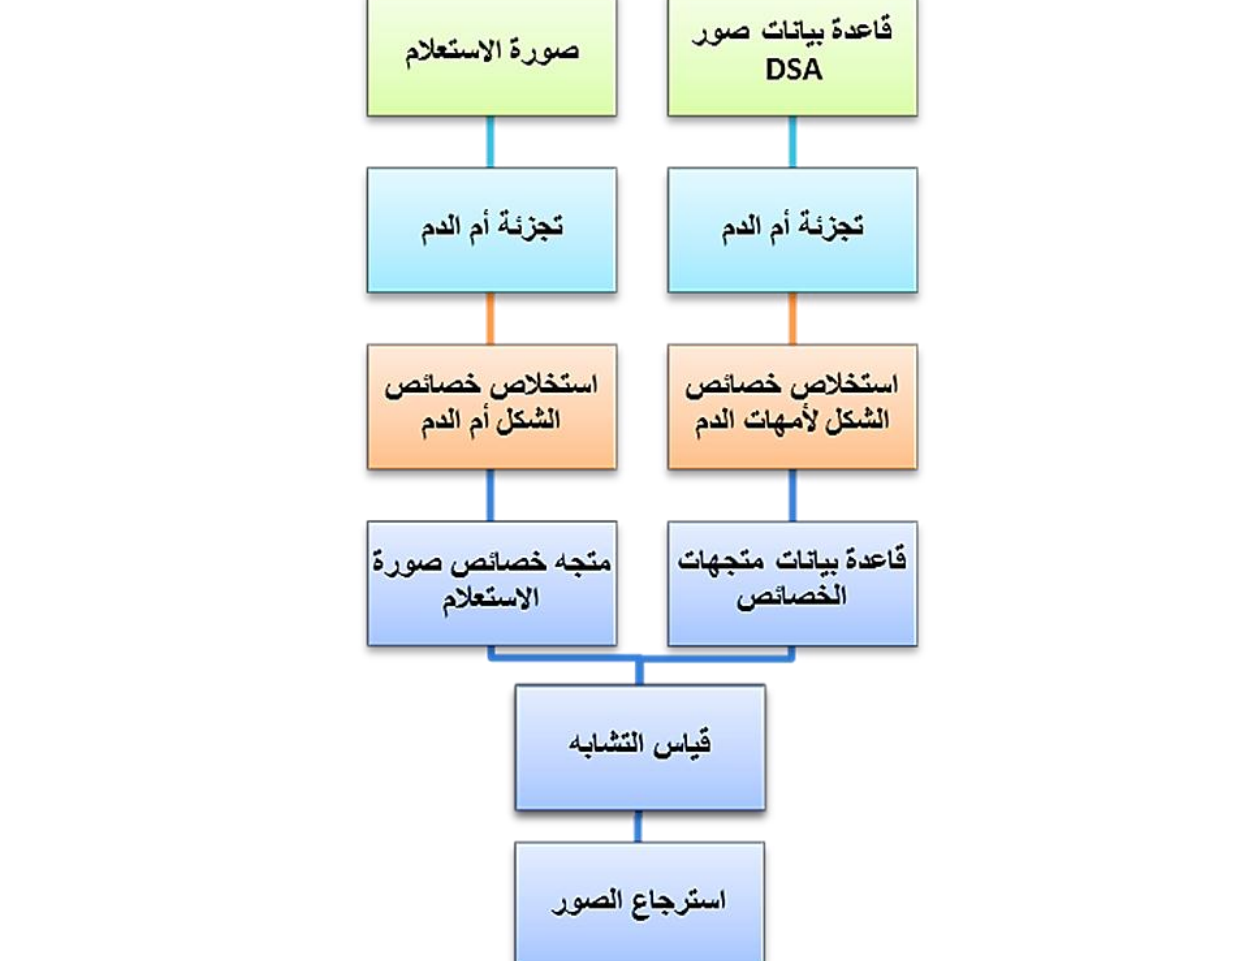 قاعدة بيانات صور
DSA
صورة الاستعلام
تجزئة أم الدم
تجزئة أم الدم
استخلاص خصائص
الشكل لأمهات الدم
استخلاص خصائص
الشكل أم الدم
قاعدة بيانات متجهات
الخصائص
متجه خصائص صورة
الاستعلام
قياس التشابه
استرجاع الصور